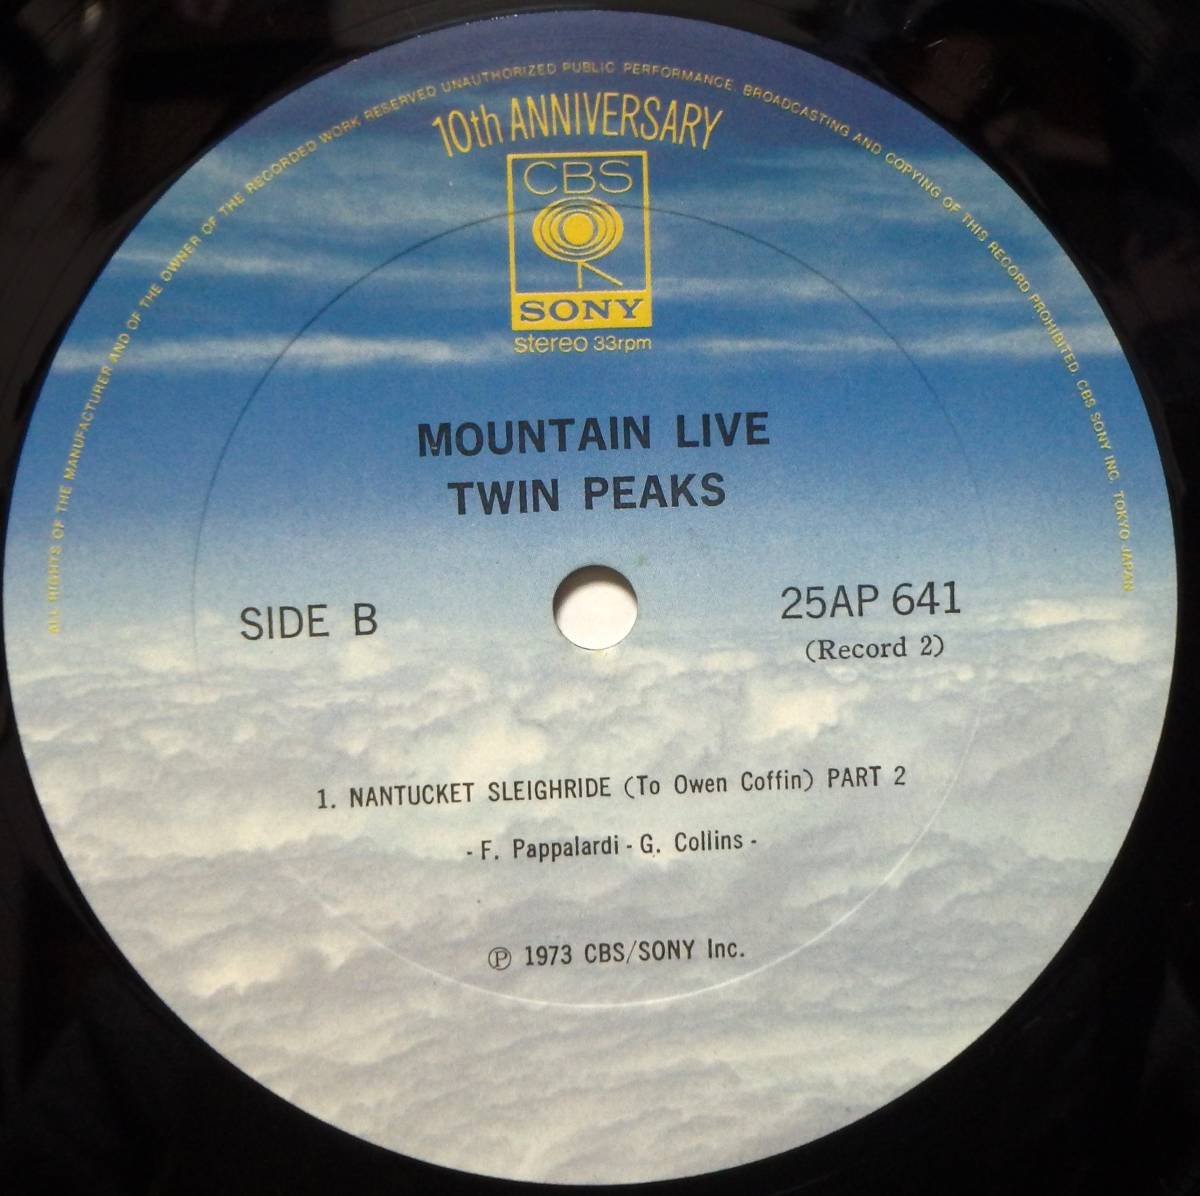 ALL RIGHTS OF THE MANUFACTURER AND OF THE OWNER OF THE RECORDED WORK RESERVED UNAUTHORIZED PUBLIC PERFORMANCE, BROADCASTING AND COPYING OF THIS RECORD PROHIBITED. CBS SONY INC. TOKYO JAPAN
10th ANNIVERSARY
CBS
SONY
stereo 33rpm
MOUNTAIN LIVE
TWIN PEAKS
SIDE B
25AP 641
(Record 2)
1. NANTUCKET SLEIGHRIDE (To Owen Coffin) PART 2
- F. Pappalardi - G. Collins -
Ⓟ 1973 CBS/SONY Inc.